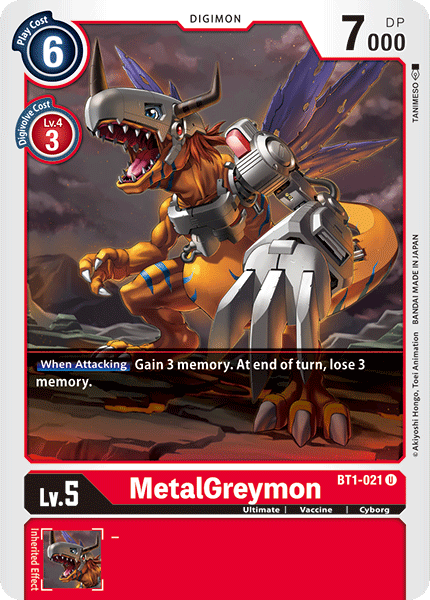 Play Cost
6
DIGIMON
7000 DP
Digivolve Cost
Lv.4
3
TANIMESO
When Attacking Gain 3 memory. At end of turn, lose 3
memory.
© Akiyoshi Hongo, Toei Animation BANDAI MADE IN JAPAN
Lv.5
MetalGreymon
BT1-021 U
Ultimate | Vaccine | Cyborg
Inherited Effect
–